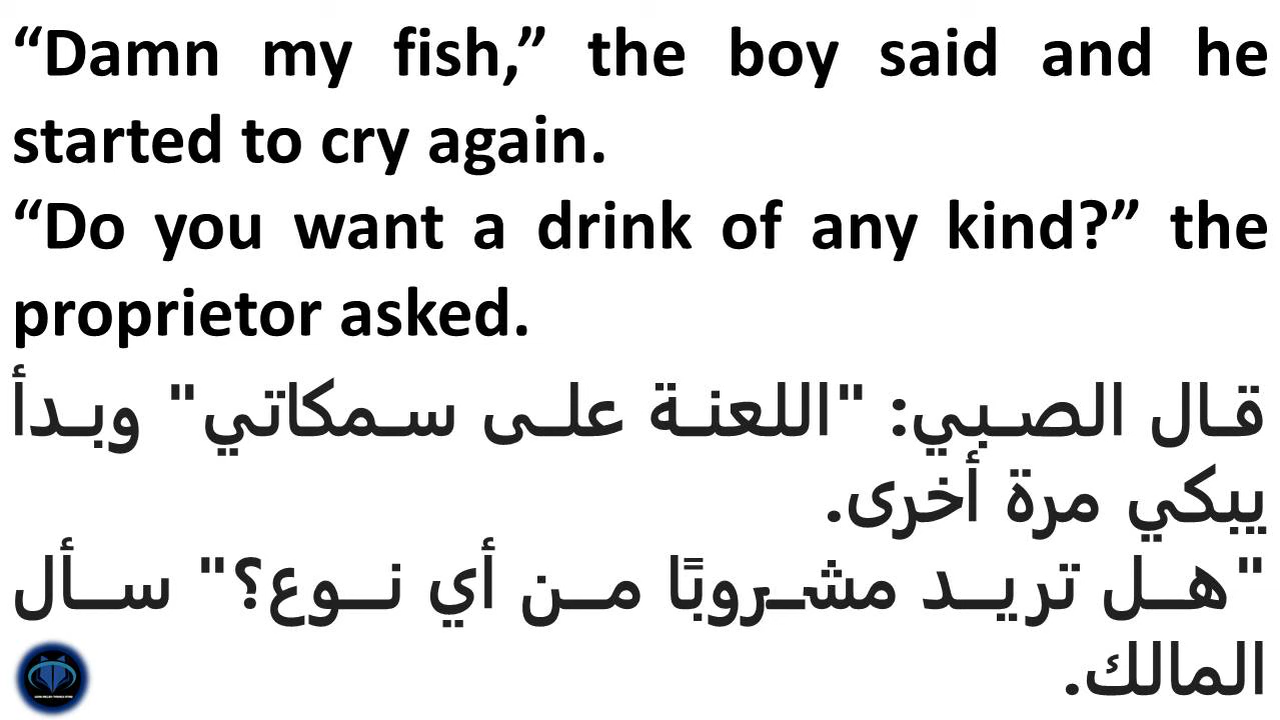 “Damn my fish,” the boy said and he
started to cry again.
“Do you want a drink of any kind?” the
proprietor asked.
قال الصبي: "اللعنة على سمكاتي" وبدأ
يبكي مرة أخرى.
"هل تريد مشروبًا من أي نوع؟" سأل
المالك.